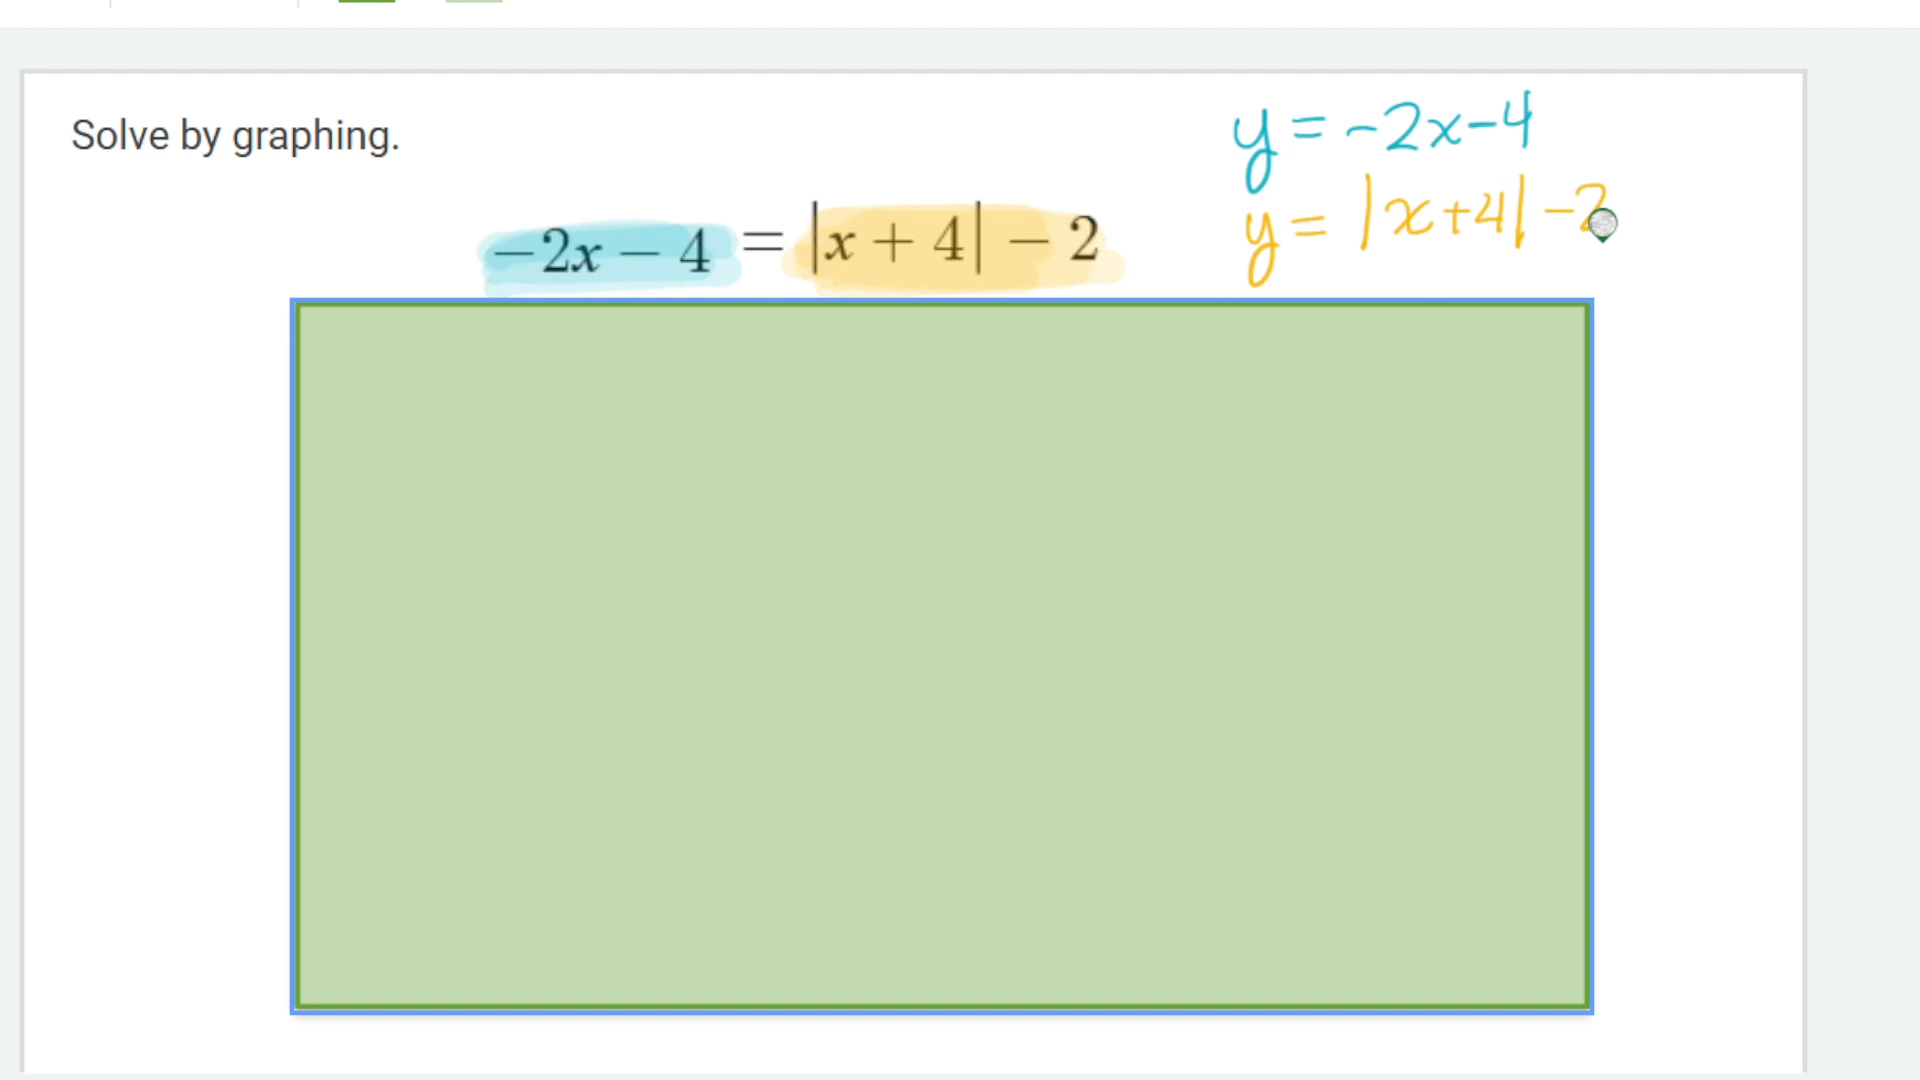 Solve by graphing.
y = -2x-4
y = |x+4| -2
−2x − 4 = |x + 4| − 2